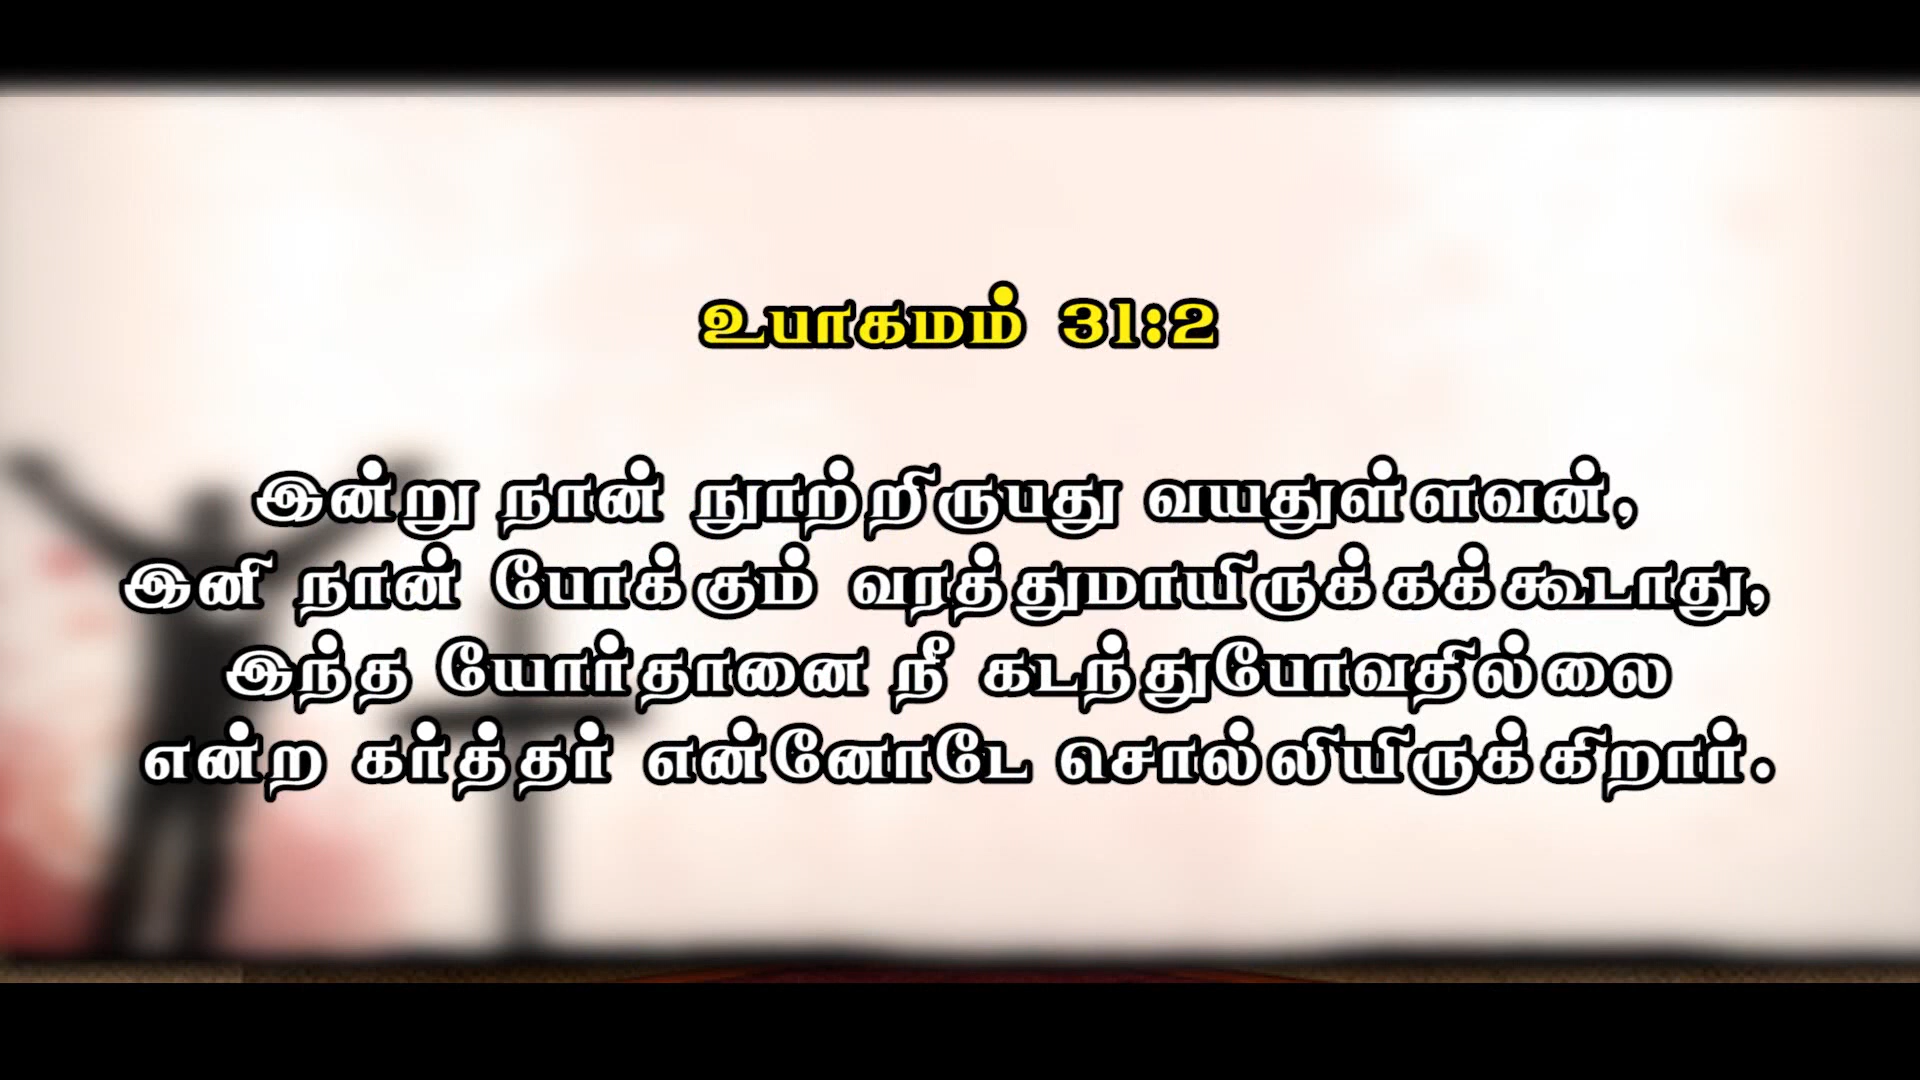 உபாகமம் 31:2
இன்று நான் நூற்றிருபது வயதுள்ளவன்,
இனி நான் போக்கும் வரத்துமாயிருக்கக்கூடாது,
இந்த யோர்தானை நீ கடந்துபோவதில்லை
என்ற கர்த்தர் என்னோடே சொல்லியிருக்கிறார்.